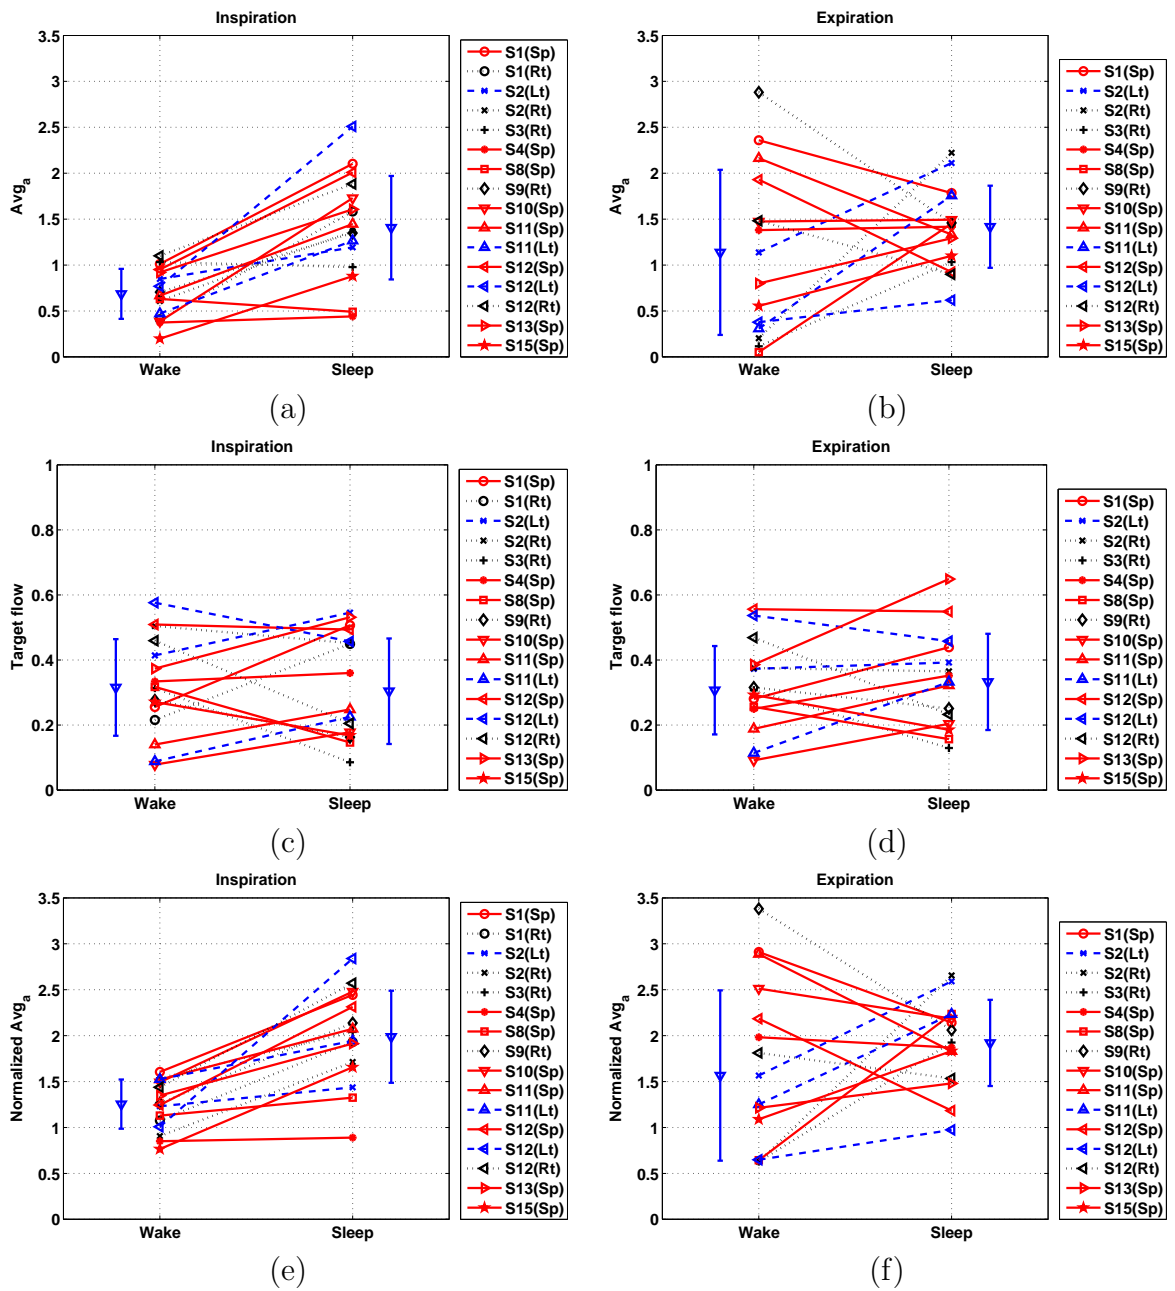 Inspiration
Avg_a
3.5
3
2.5
2
1.5
1
0.5
0
Wake
Sleep
S1(Sp)
S1(Rt)
S2(Lt)
S2(Rt)
S3(Rt)
S4(Sp)
S8(Sp)
S9(Rt)
S10(Sp)
S11(Sp)
S11(Lt)
S12(Sp)
S12(Lt)
S12(Rt)
S13(Sp)
S15(Sp)
(a)
Expiration
Avg_a
3.5
3
2.5
2
1.5
1
0.5
0
Wake
Sleep
S1(Sp)
S2(Lt)
S2(Rt)
S3(Rt)
S4(Sp)
S8(Sp)
S9(Rt)
S10(Sp)
S11(Sp)
S11(Lt)
S12(Sp)
S12(Lt)
S12(Rt)
S13(Sp)
S15(Sp)
(b)
Inspiration
Target flow
1
0.8
0.6
0.4
0.2
0
Wake
Sleep
S1(Sp)
S1(Rt)
S2(Lt)
S2(Rt)
S3(Rt)
S4(Sp)
S8(Sp)
S9(Rt)
S10(Sp)
S11(Sp)
S11(Lt)
S12(Sp)
S12(Lt)
S12(Rt)
S13(Sp)
S15(Sp)
(c)
Expiration
Target flow
1
0.8
0.6
0.4
0.2
0
Wake
Sleep
S1(Sp)
S2(Lt)
S2(Rt)
S3(Rt)
S4(Sp)
S8(Sp)
S9(Rt)
S10(Sp)
S11(Sp)
S11(Lt)
S12(Sp)
S12(Lt)
S12(Rt)
S13(Sp)
S15(Sp)
(d)
Inspiration
Normalized Avg_a
3.5
3
2.5
2
1.5
1
0.5
0
Wake
Sleep
S1(Sp)
S1(Rt)
S2(Lt)
S2(Rt)
S3(Rt)
S4(Sp)
S8(Sp)
S9(Rt)
S10(Sp)
S11(Sp)
S11(Lt)
S12(Sp)
S12(Lt)
S12(Rt)
S13(Sp)
S15(Sp)
(e)
Expiration
Normalized Avg_a
3.5
3
2.5
2
1.5
1
0.5
0
Wake
Sleep
S1(Sp)
S2(Lt)
S2(Rt)
S3(Rt)
S4(Sp)
S8(Sp)
S9(Rt)
S10(Sp)
S11(Sp)
S11(Lt)
S12(Sp)
S12(Lt)
S12(Rt)
S13(Sp)
S15(Sp)
(f)